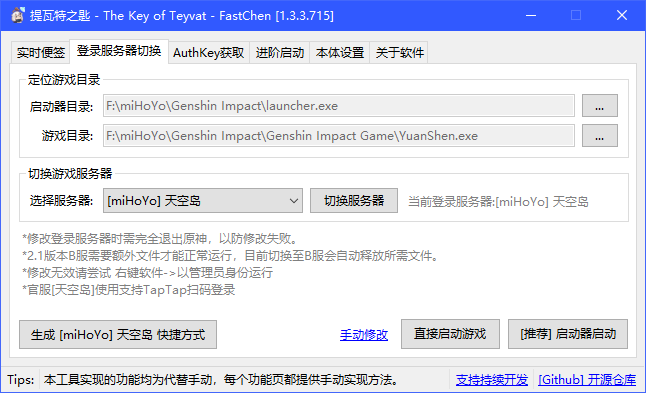 提瓦特之匙 - The Key of Teyvat - FastChen [1.3.3.715]
实时便签 登录服务器切换 AuthKey获取 进阶启动 本体设置 关于软件
定位游戏目录
启动器目录: F:\miHoYo\Genshin Impact\launcher.exe ...
游戏目录: F:\miHoYo\Genshin Impact\Genshin Impact Game\YuanShen.exe ...
切换游戏服务器
选择服务器: [miHoYo] 天空岛 切换服务器 当前登录服务器:[miHoYo] 天空岛
*修改登录服务器时需完全退出原神，以防修改失败。
*2.1版本B服需要额外文件才能正常运行，目前切换至B服会自动释放所需文件。
*修改无效请尝试 右键软件->以管理员身份运行
*官服[天空岛]使用支持TapTap扫码登录
生成 [miHoYo] 天空岛 快捷方式 手动修改 直接启动游戏 [推荐] 启动器启动
Tips: 本工具实现的功能均为代替手动，每个功能页都提供手动实现方法。 支持持续开发 [Github] 开源仓库